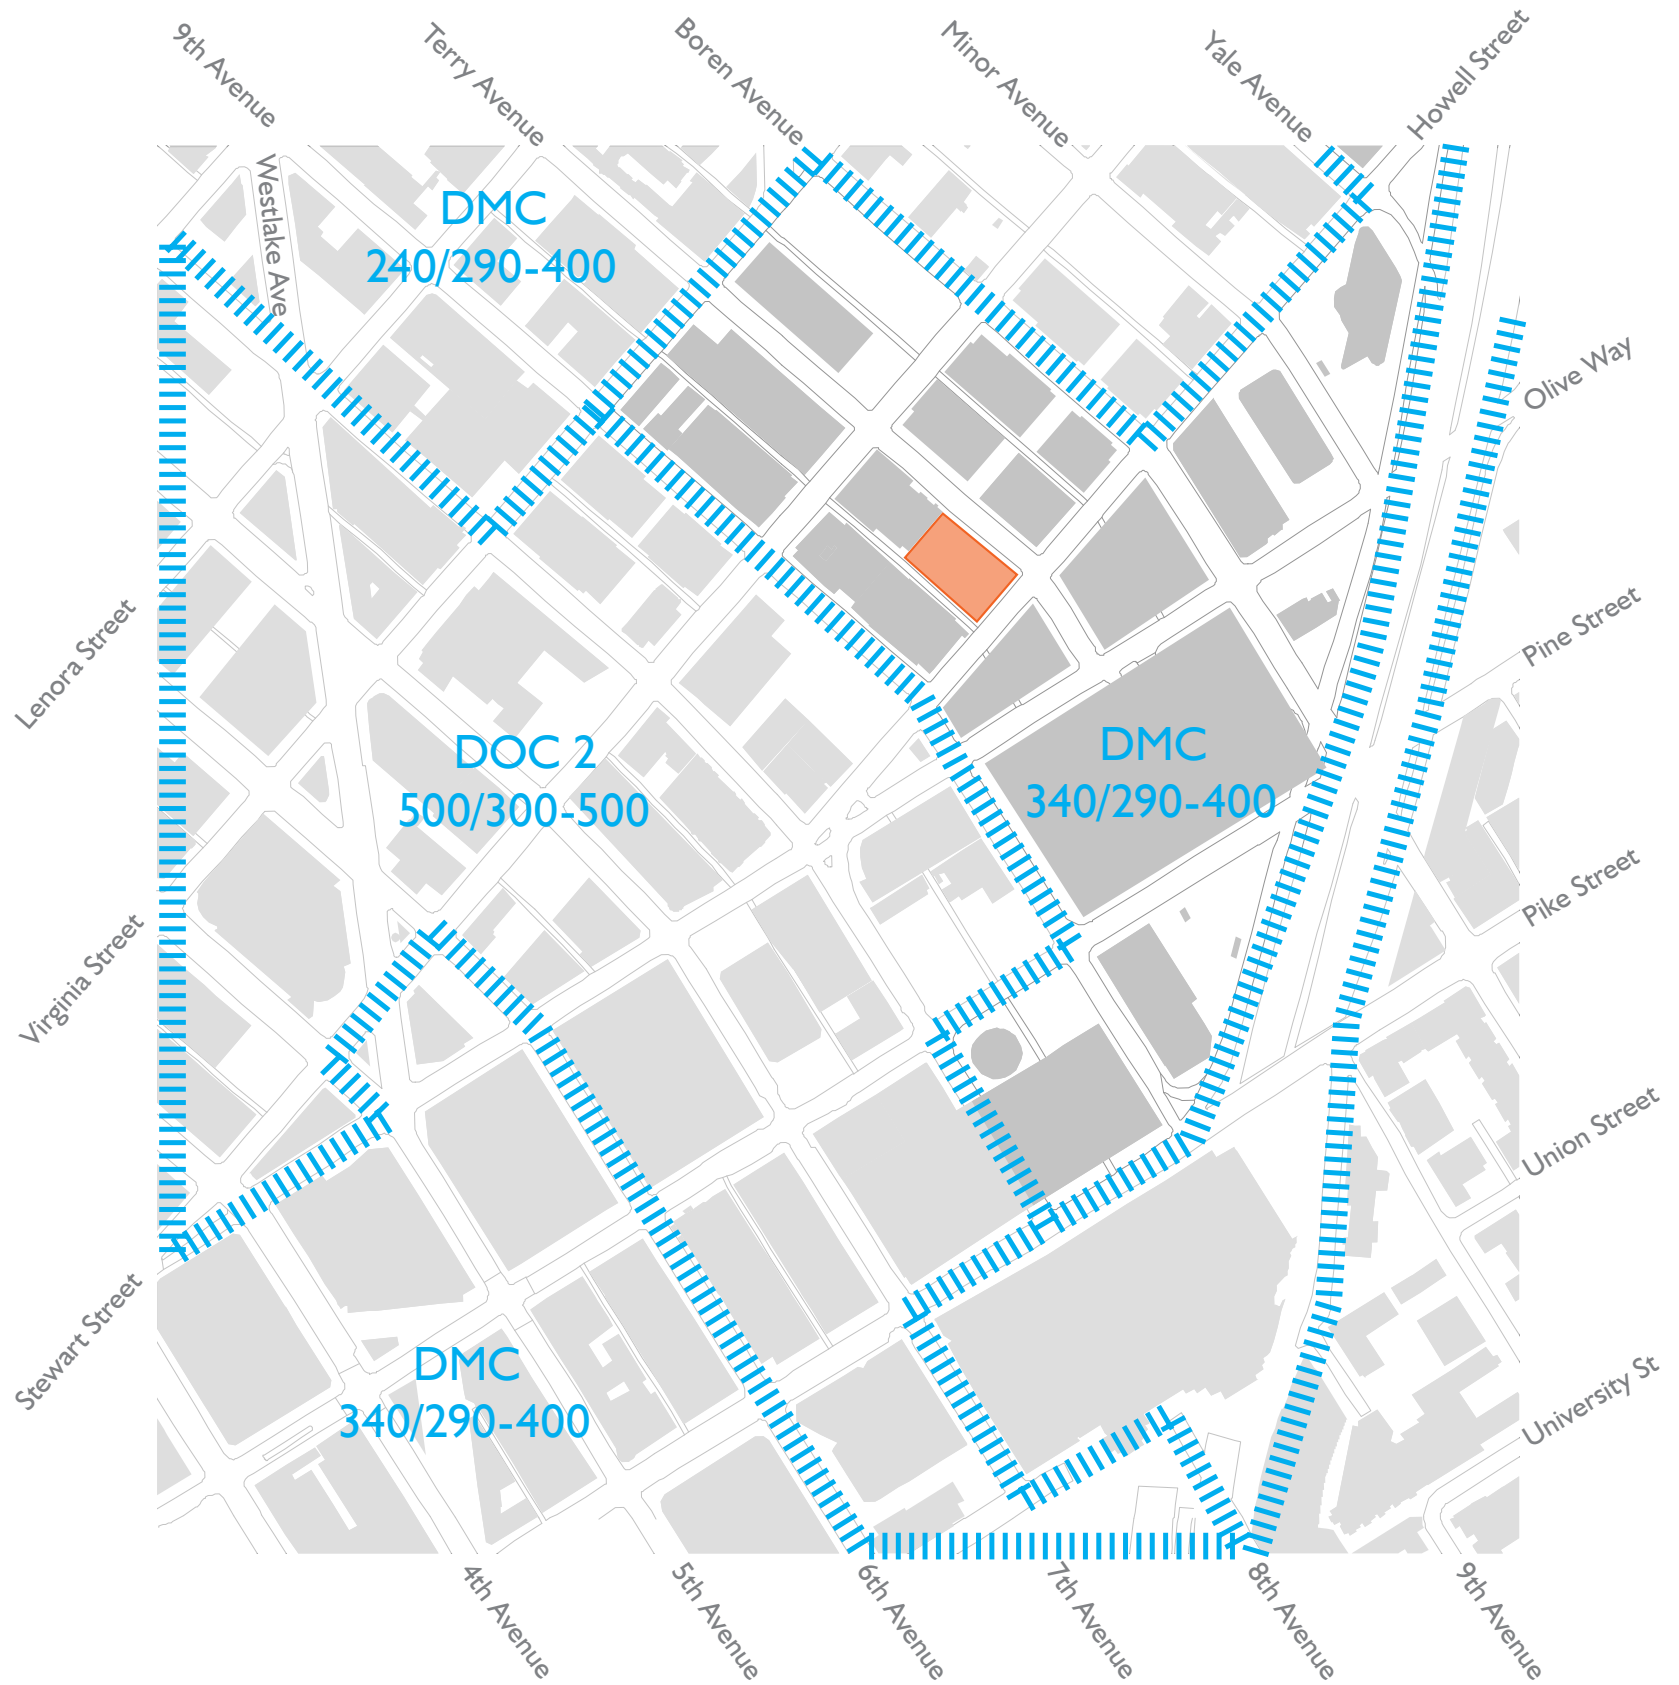 9th Avenue
Terry Avenue
Boren Avenue
Minor Avenue
Yale Avenue
Howell Street
Westlake Ave
DMC
240/290-400
Olive Way
Lenora Street
Pine Street
DOC 2
500/300-500
DMC
340/290-400
Pike Street
Virginia Street
Union Street
Stewart Street
DMC
340/290-400
University St
4th Avenue
5th Avenue
6th Avenue
7th Avenue
8th Avenue
9th Avenue